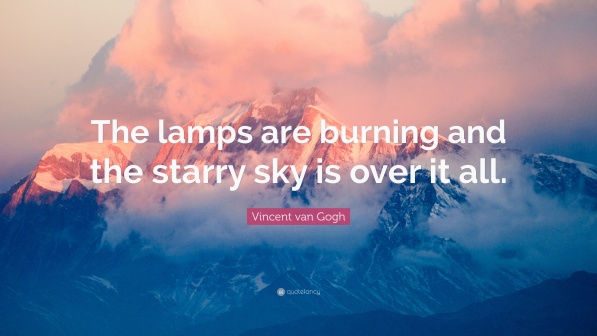 The lamps are burning and
the starry sky is over it all.
Vincent van Gogh
quotefancy